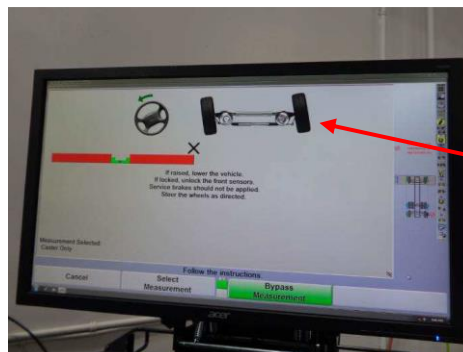 If raised, lower the vehicle.
If locked, unlock the front sensors.
Service brakes should not be applied.
Steer the wheels as directed.
Measurement Selected
Caster Only
Follow the instructions
Cancel
Select
Measurement
Bypass
Measurement
acer